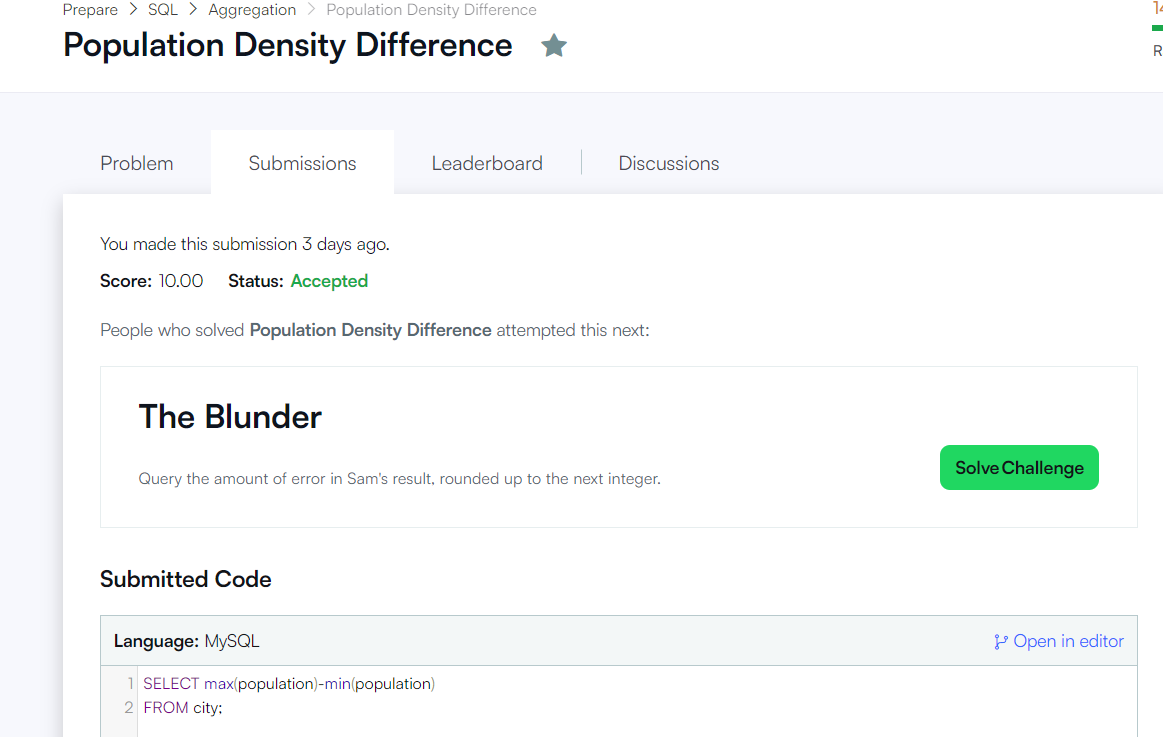 Prepare > SQL > Aggregation > Population Density Difference
Population Density Difference
Problem
Submissions
Leaderboard
Discussions
You made this submission 3 days ago.
Score: 10.00 Status: Accepted
People who solved Population Density Difference attempted this next:
The Blunder
Query the amount of error in Sam's result, rounded up to the next integer.
Solve Challenge
Submitted Code
Language: MySQL
Open in editor
1 SELECT max(population)-min(population)
2 FROM city;